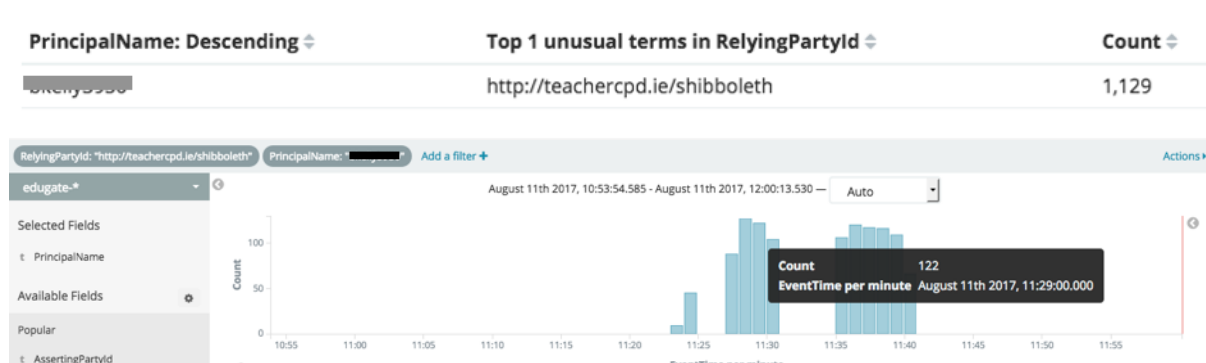 PrincipalName: Descending Top 1 unusual terms in RelyingPartyId Count
http://teachercpd.ie/shibboleth 1,129
RelyingPartyId: "http://teachercpd.ie/shibboleth" PrincipalName: " " Add a filter + Actions
edugate-* August 11th 2017, 10:53:54.585 - August 11th 2017, 12:00:13.530 — Auto
Selected Fields
t PrincipalName
Available Fields
Popular
t AssertingPartyId
Count
100
50
0
Count 122
EventTime per minute August 11th 2017, 11:29:00.000
10:55 11:00 11:05 11:10 11:15 11:20 11:25 11:30 11:35 11:40 11:45 11:50 11:55
EventTime per minute